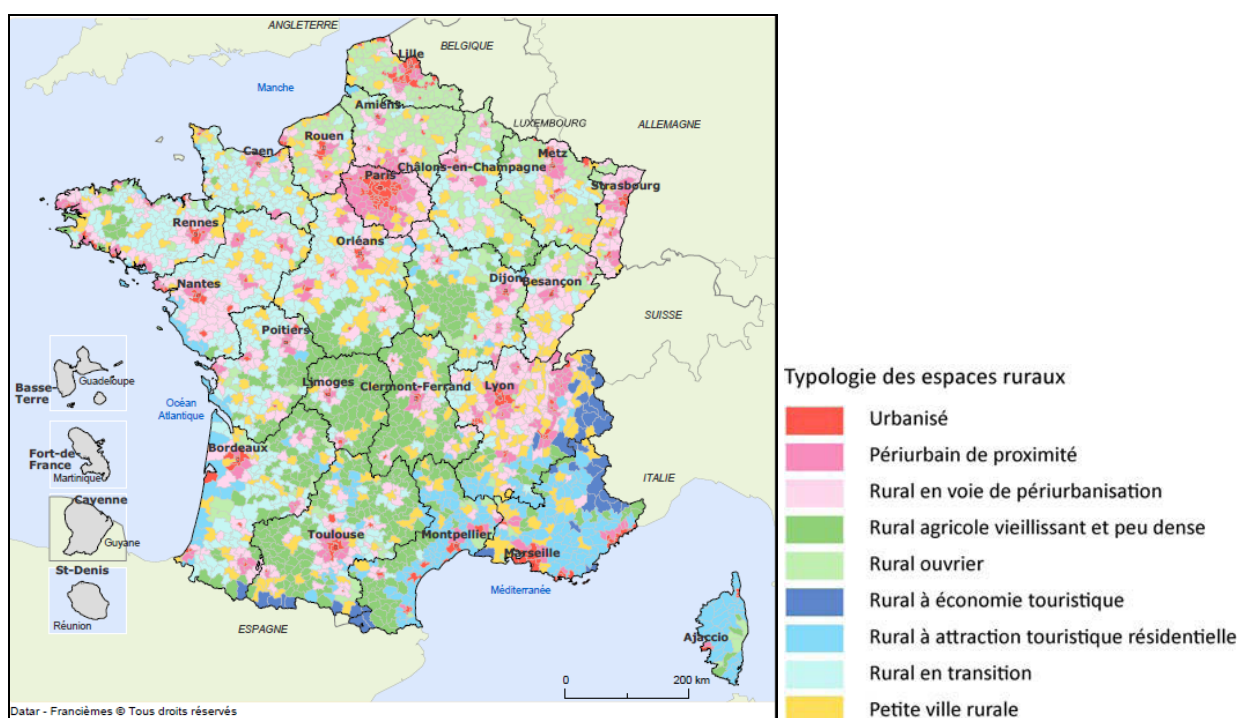 ANGLETERRE
BELGIQUE
Lille
Manche
Amiens
LUXEMBOURG
ALLEMAGNE
Rouen
Caen
Metz
Châlons-en-Champagne
Paris
Strasbourg
Rennes
Orléans
Nantes
Dijon
Besançon
SUISSE
Poitiers
Limoges
Clermont-Ferrand
Lyon
Basse-
Terre
Guadeloupe
Océan
Atlantique
Bordeaux
Fort-de-
France
Martinique
ITALIE
Cayenne
Guyane
Toulouse
Montpellier
Marseille
St-Denis
Réunion
Méditerranée
ESPAGNE
Ajaccio
0
200 km
Datar - Francièmes © Tous droits réservés
Typologie des espaces ruraux
Urbanisé
Périurbain de proximité
Rural en voie de périurbanisation
Rural agricole vieillissant et peu dense
Rural ouvrier
Rural à économie touristique
Rural à attraction touristique résidentielle
Rural en transition
Petite ville rurale